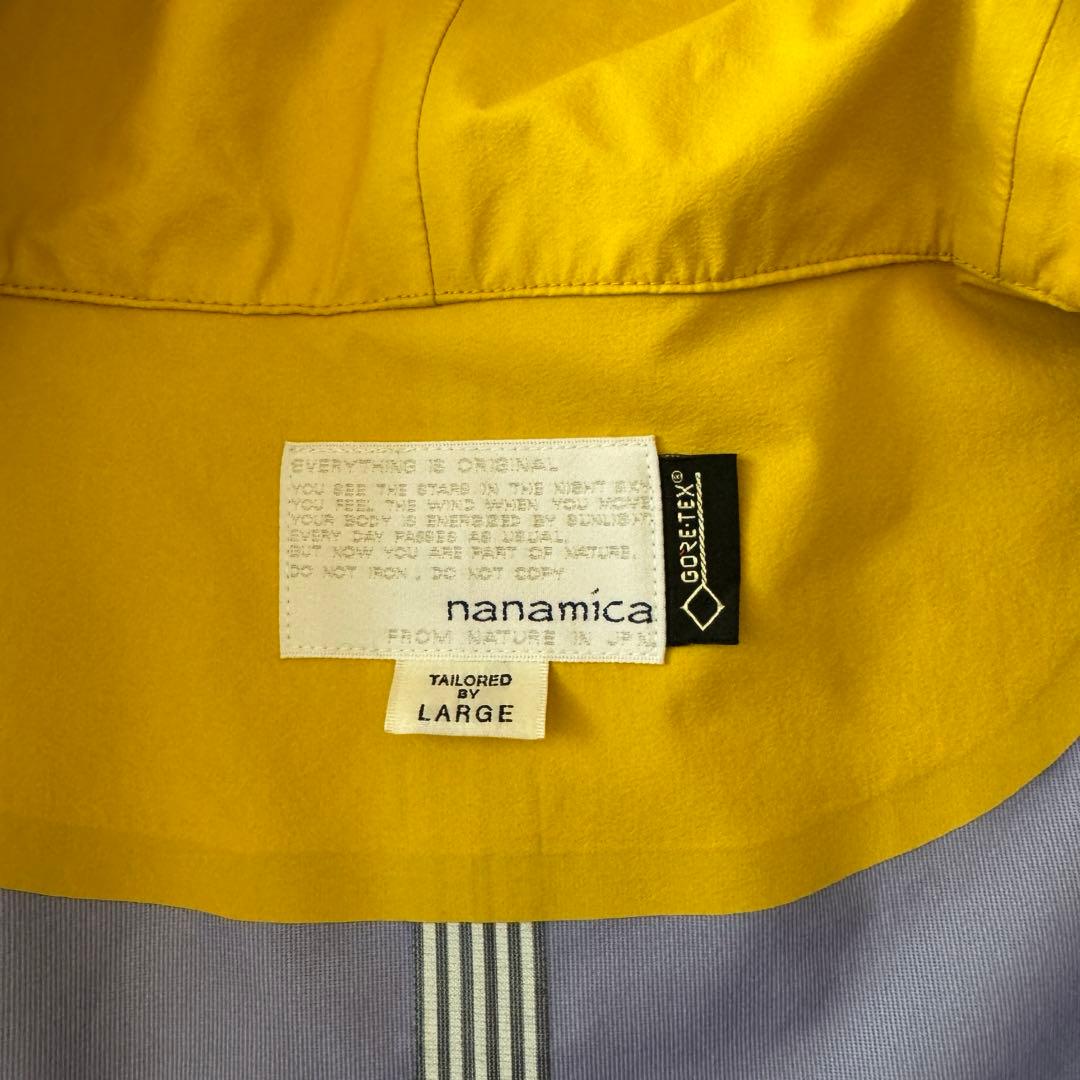 EVERYTHING IS ORIGINAL
YOU SEE THE STARS IN THE NIGHT SKY
YOU FEEL THE WIND WHEN YOU MOVE
YOUR BODY IS ENERGIZED BY SUNLIGHT.
EVERY DAY PASSES AS USUAL,
BUT NOW YOU ARE PART OF NATURE.
DO NOT IRON , DO NOT COPY
nanamíca
FROM NATURE IN JPN.
GORE-TEX®
TAILORED
BY
LARGE